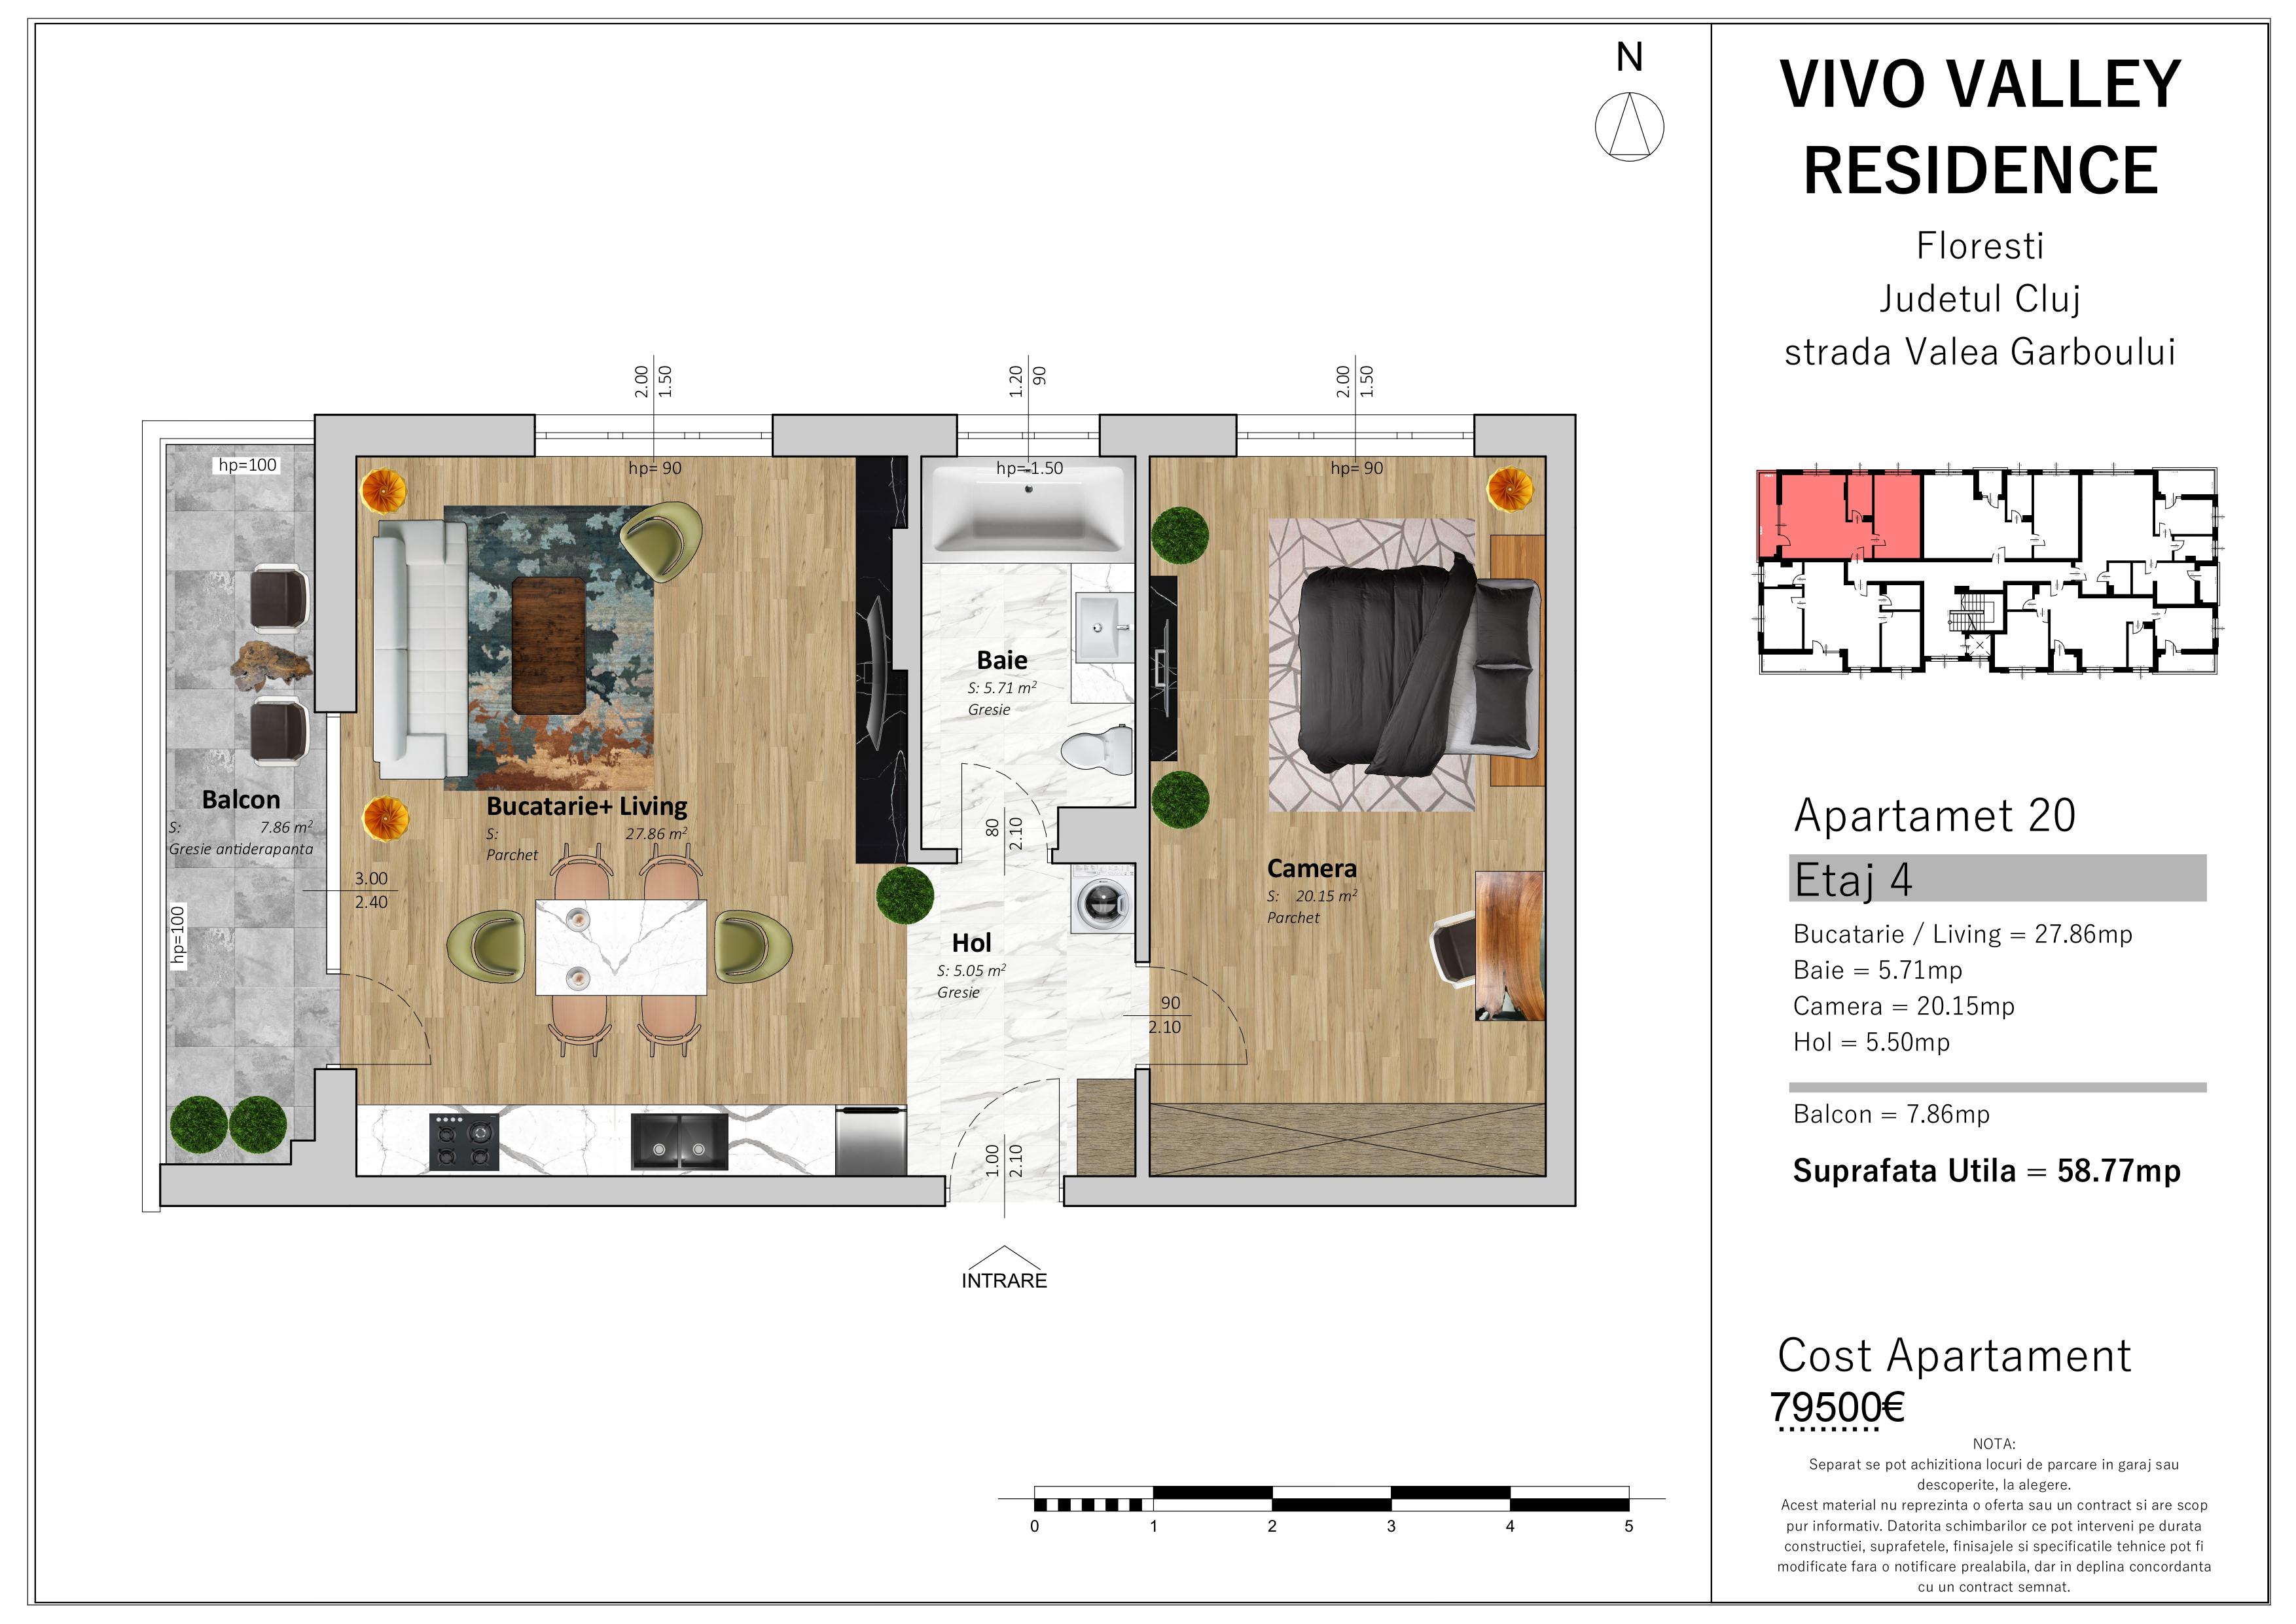 N
2.00
1.50
1.20
90
2.00
1.50
hp=100
hp= 90
hp= 1.50
hp= 90
Baie
S: 5.71 m²
Gresie
Balcon
S: 7.86 m²
Gresie antiderapanta
Bucatarie+ Living
S: 27.86 m²
Parchet
80
2.10
3.00
2.40
hp=100
Camera
S: 20.15 m²
Parchet
Hol
S: 5.05 m²
Gresie
90
2.10
1.00
2.10
INTRARE
0 1 2 3 4 5
VIVO VALLEY
RESIDENCE
Floresti
Judetul Cluj
strada Valea Garboului
Apartamet 20
Etaj 4
Bucatarie / Living = 27.86mp
Baie = 5.71mp
Camera = 20.15mp
Hol = 5.50mp
Balcon = 7.86mp
Suprafata Utila = 58.77mp
Cost Apartament
79500€
NOTA:
Separat se pot achizitiona locuri de parcare in garaj sau
descoperite, la alegere.
Acest material nu reprezinta o oferta sau un contract si are scop
pur informativ. Datorita schimbarilor ce pot interveni pe durata
constructiei, suprafetele, finisajele si specificatile tehnice pot fi
modificate fara o notificare prealabila, dar in deplina concordanta
cu un contract semnat.